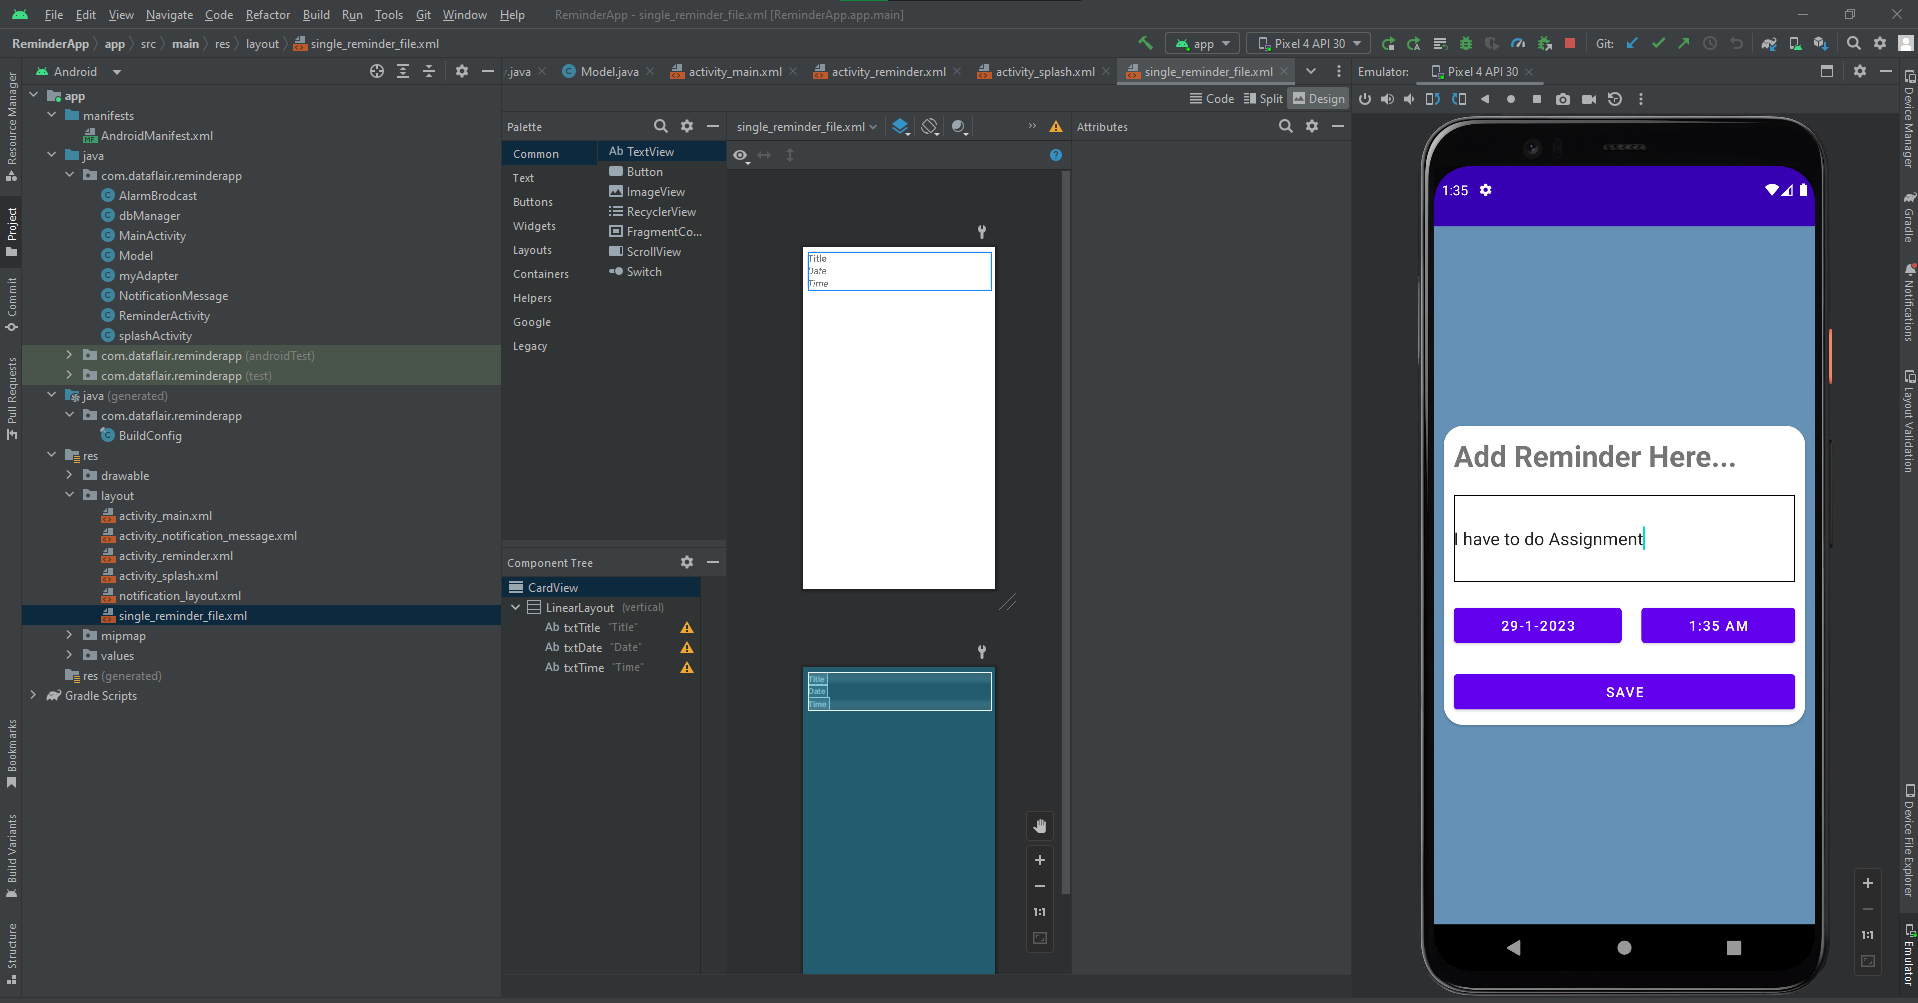 File Edit View Navigate Code Refactor Build Run Tools Git Window Help ReminderApp - single_reminder_file.xml [ReminderApp.app.main]
ReminderApp app src main res layout single_reminder_file.xml
app Pixel 4 API 30 Git:
Android
.java Model.java activity_main.xml activity_reminder.xml activity_splash.xml single_reminder_file.xml
Emulator: Pixel 4 API 30
Code Split Design
Resource Manager
Project
Commit
Pull Requests
Bookmarks
Build Variants
Structure
app
manifests
AndroidManifest.xml
java
com.dataflair.reminderapp
AlarmBrodcast
dbManager
MainActivity
Model
myAdapter
NotificationMessage
ReminderActivity
splashActivity
com.dataflair.reminderapp (androidTest)
com.dataflair.reminderapp (test)
java (generated)
com.dataflair.reminderapp
BuildConfig
res
drawable
layout
activity_main.xml
activity_notification_message.xml
activity_reminder.xml
activity_splash.xml
notification_layout.xml
single_reminder_file.xml
mipmap
values
res (generated)
Gradle Scripts
Palette
Common
Text
Buttons
Widgets
Layouts
Containers
Helpers
Google
Legacy
Ab TextView
Button
ImageView
RecyclerView
FragmentCo...
ScrollView
Switch
Component Tree
CardView
LinearLayout (vertical)
Ab txtTitle "Title"
Ab txtDate "Date"
Ab txtTime "Time"
single_reminder_file.xml
Title
Date
Time
Title
Date
Time
1:1
Attributes
1:35
Add Reminder Here...
I have to do Assignment
29-1-2023 1:35 AM
SAVE
1:1
Device Manager
Gradle
Notifications
Layout Validation
Device File Explorer
Emulator